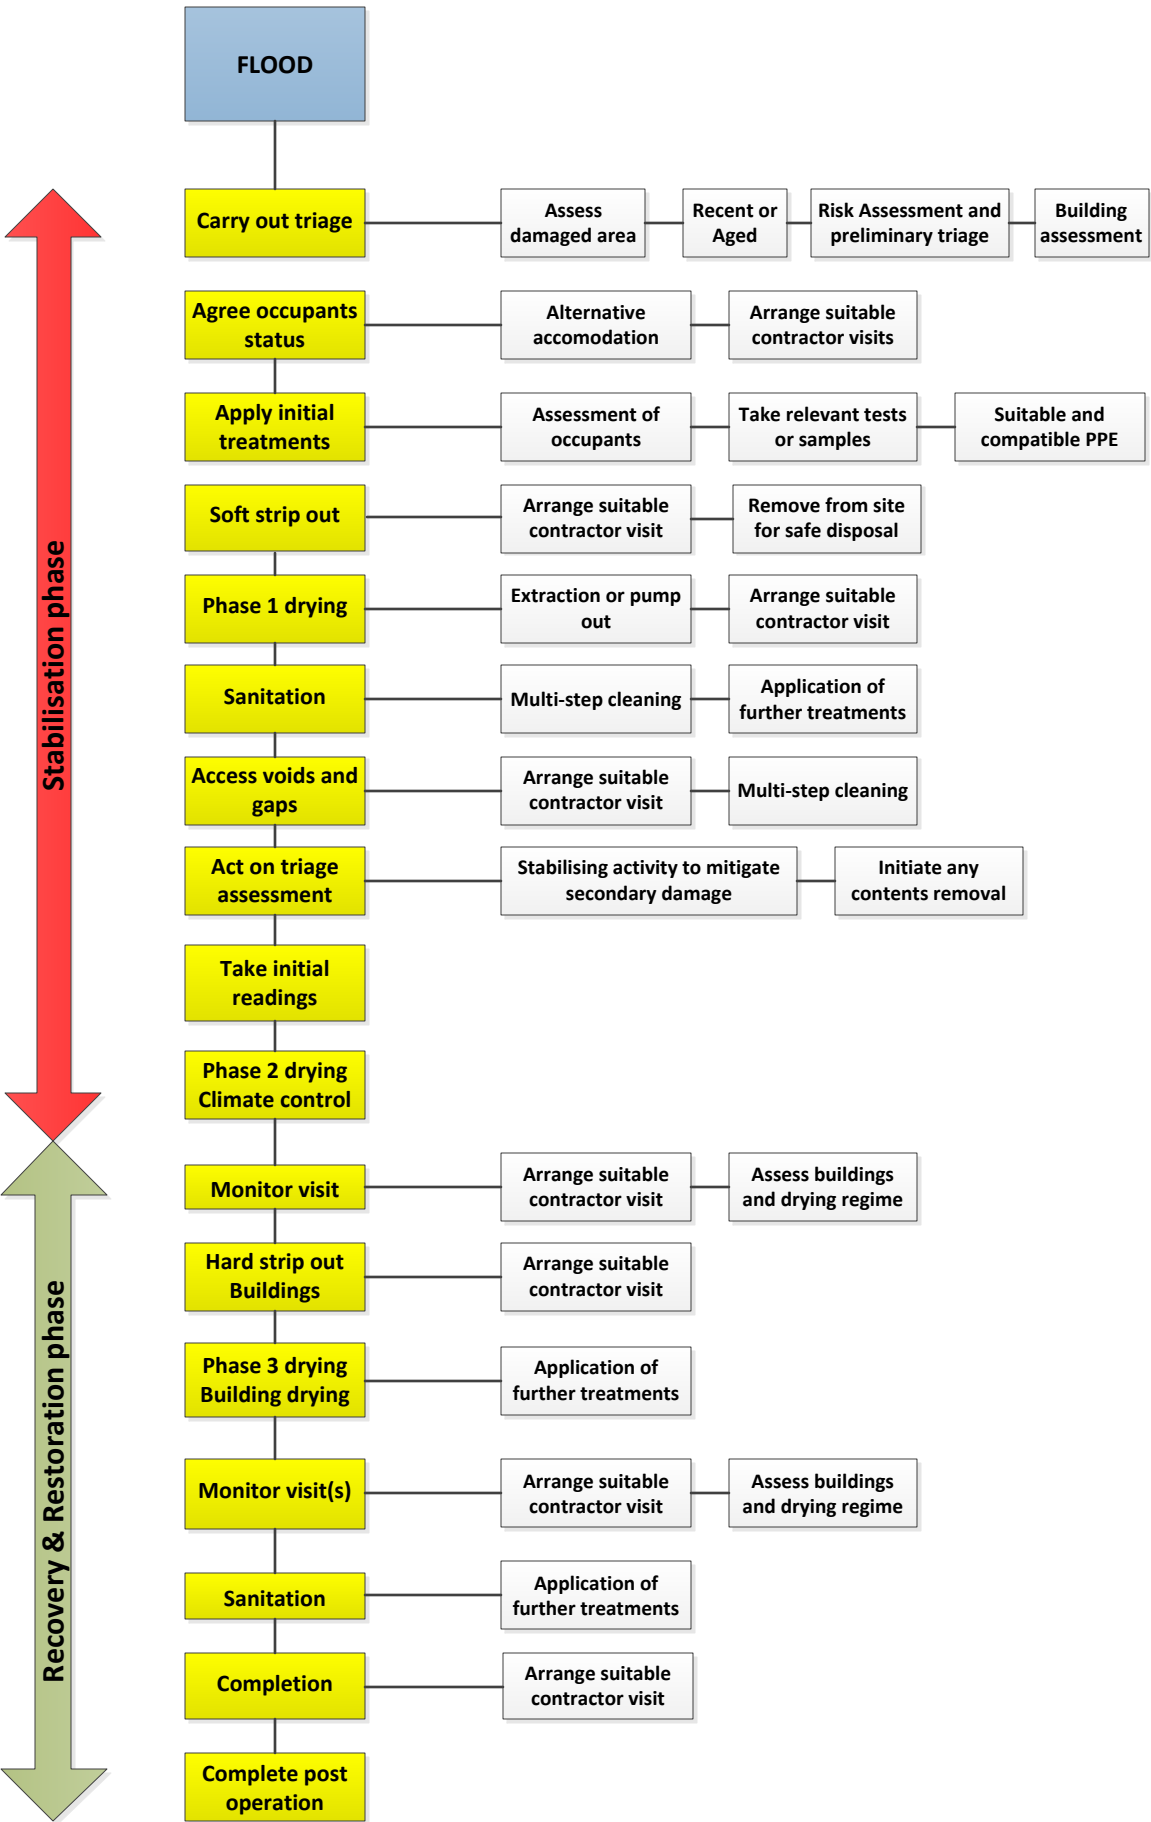 FLOOD
Carry out triage
Assess
damaged area
Recent or
Aged
Risk Assessment and
preliminary triage
Building
assessment
Agree occupants
status
Alternative
accomodation
Arrange suitable
contractor visits
Apply initial
treatments
Assessment of
occupants
Take relevant tests
or samples
Suitable and
compatible PPE
Soft strip out
Arrange suitable
contractor visit
Remove from site
for safe disposal
Phase 1 drying
Extraction or pump
out
Arrange suitable
contractor visit
Sanitation
Multi-step cleaning
Application of
further treatments
Access voids and
gaps
Arrange suitable
contractor visit
Multi-step cleaning
Act on triage
assessment
Stabilising activity to mitigate
secondary damage
Initiate any
contents removal
Take initial
readings
Phase 2 drying
Climate control
Stabilisation phase
Monitor visit
Arrange suitable
contractor visit
Assess buildings
and drying regime
Hard strip out
Buildings
Arrange suitable
contractor visit
Phase 3 drying
Building drying
Application of
further treatments
Monitor visit(s)
Arrange suitable
contractor visit
Assess buildings
and drying regime
Sanitation
Application of
further treatments
Completion
Arrange suitable
contractor visit
Complete post
operation
Recovery & Restoration phase